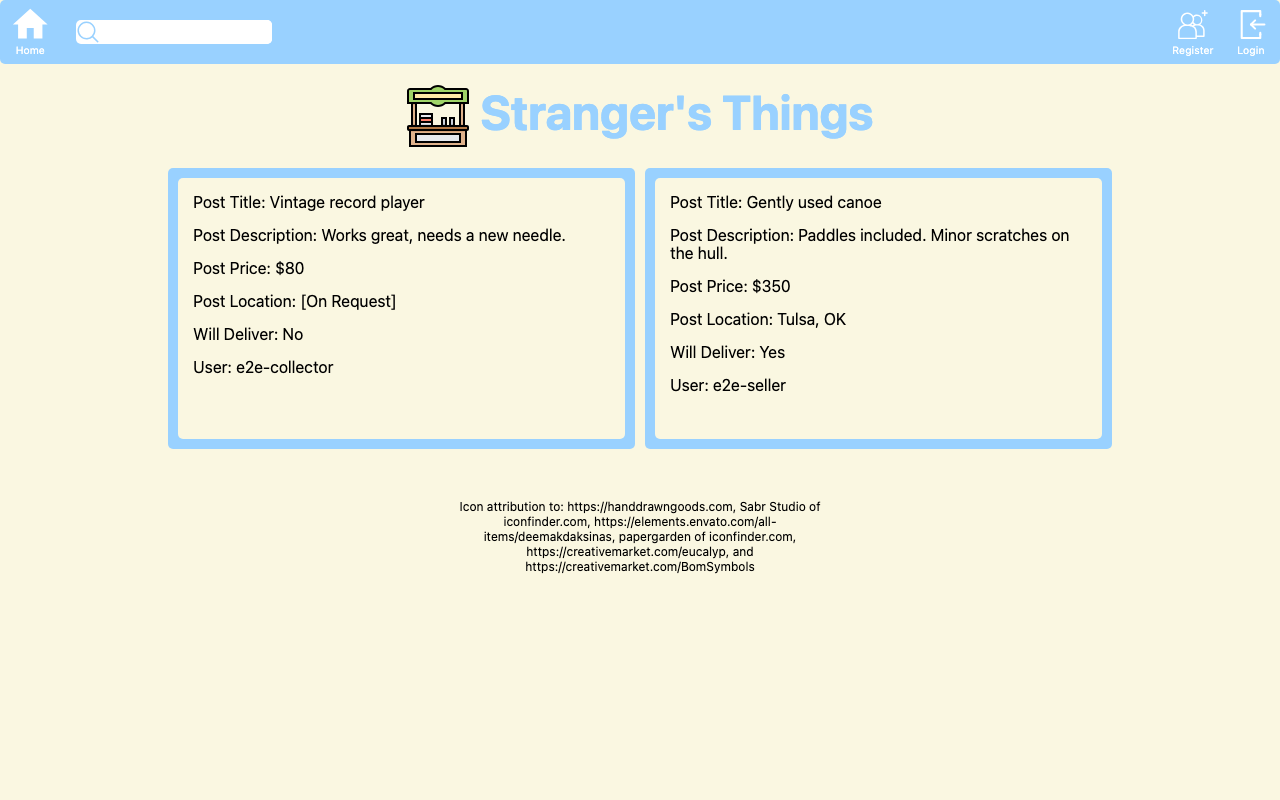 Home
Register
Login
Stranger's Things
Post Title: Vintage record player
Post Description: Works great, needs a new needle.
Post Price: $80
Post Location: [On Request]
Will Deliver: No
User: e2e-collector
Post Title: Gently used canoe
Post Description: Paddles included. Minor scratches on
the hull.
Post Price: $350
Post Location: Tulsa, OK
Will Deliver: Yes
User: e2e-seller
Icon attribution to: https://handdrawngoods.com, Sabr Studio of
iconfinder.com, https://elements.envato.com/all-
items/deemakdaksinas, papergarden of iconfinder.com,
https://creativemarket.com/eucalyp, and
https://creativemarket.com/BomSymbols